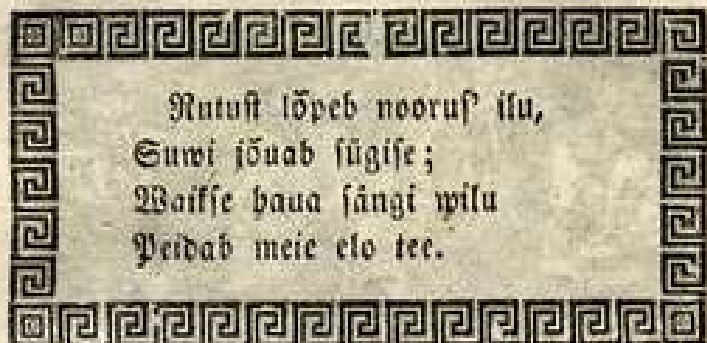 Rutust lõpeb noorus' ilu,
Suwi jõuab sügise;
Waikse haua sängi wilu
Peidab meie elo tee.